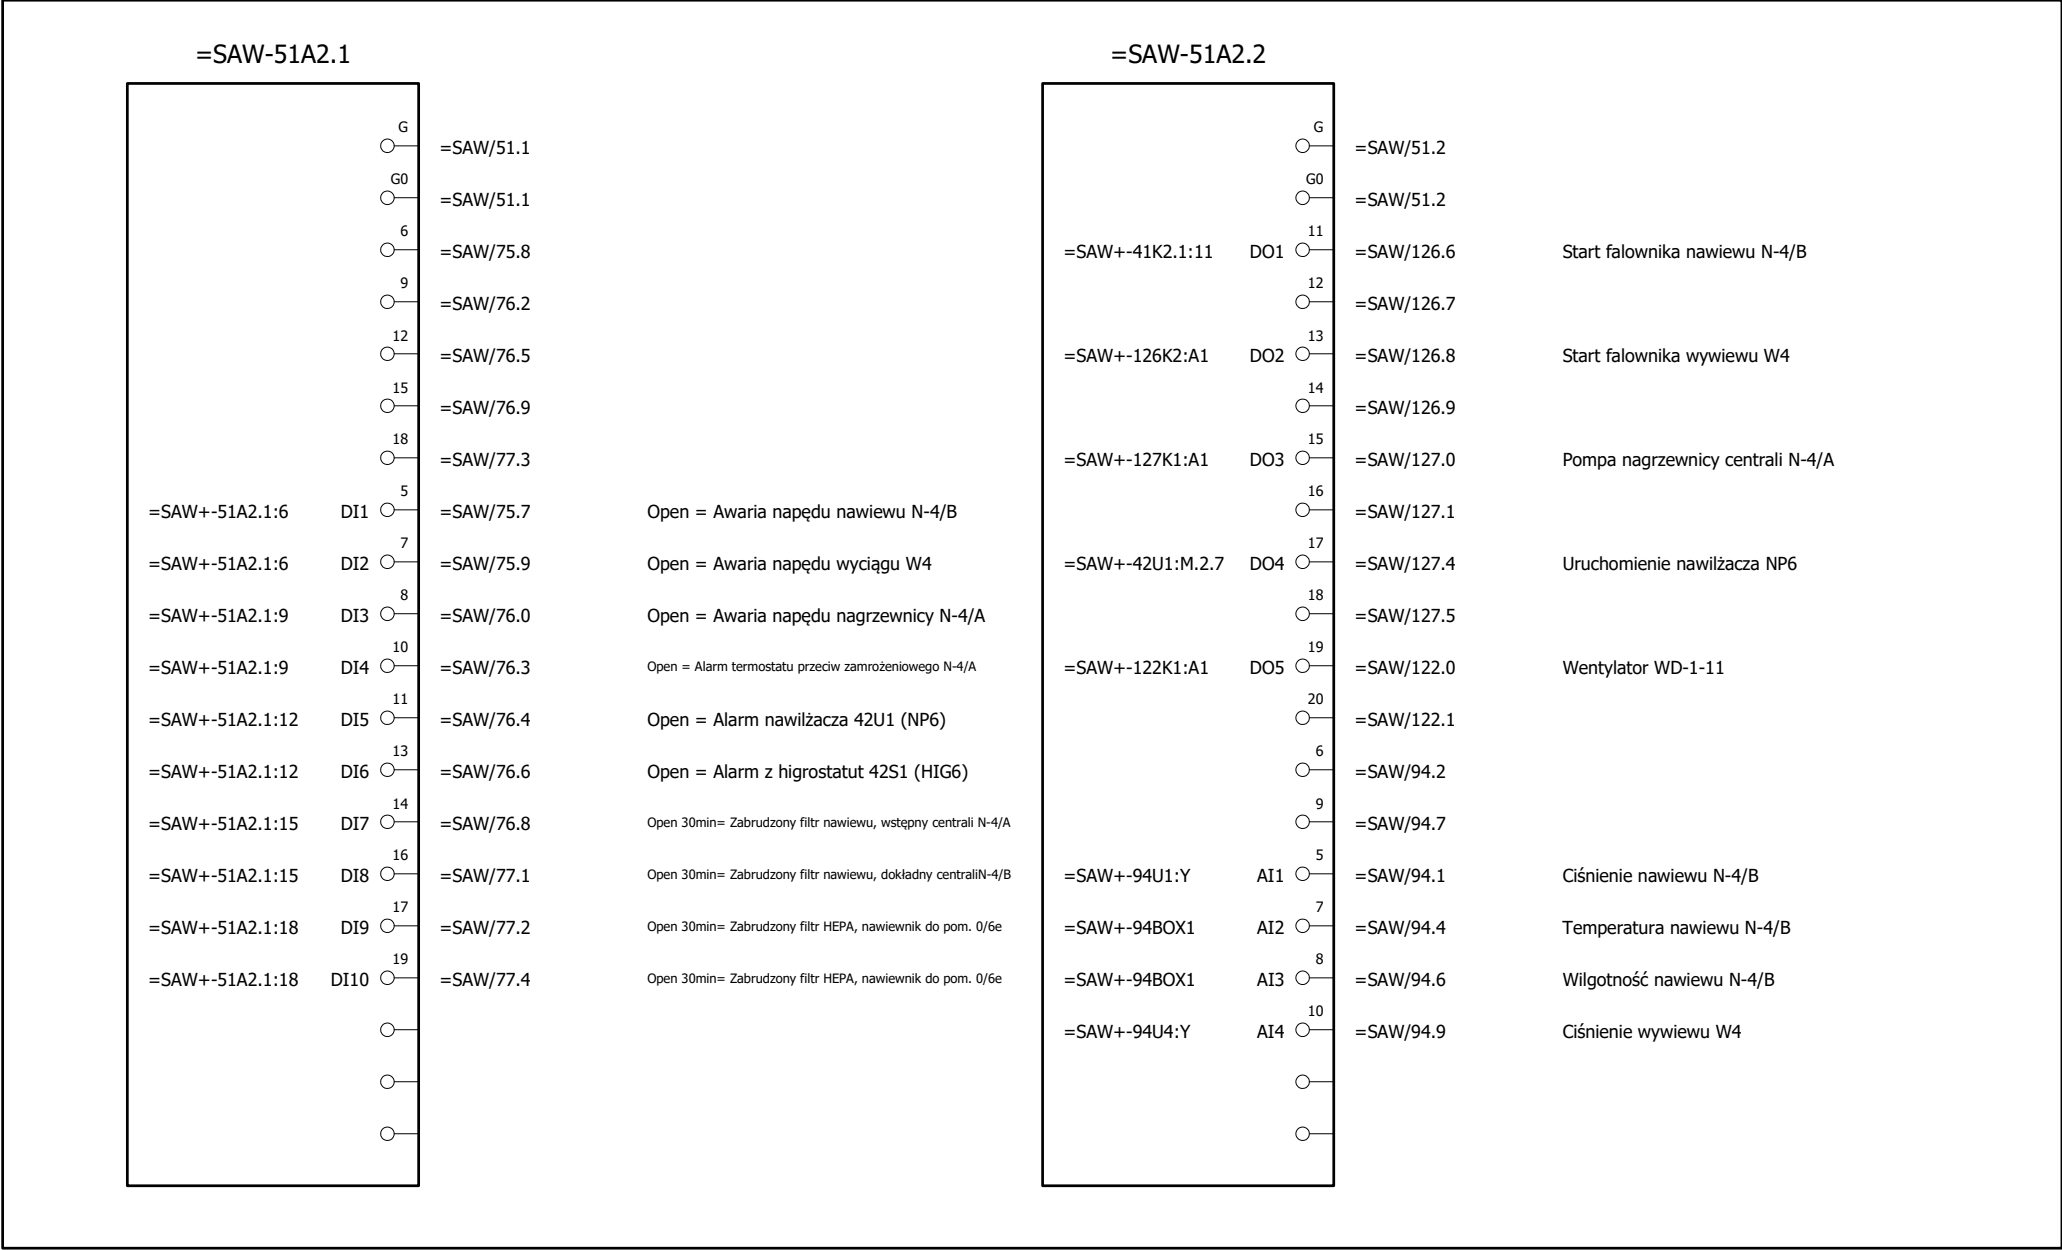 =SAW-51A2.1
G
=SAW/51.1
G0
=SAW/51.1
6
=SAW/75.8
9
=SAW/76.2
12
=SAW/76.5
15
=SAW/76.9
18
=SAW/77.3
5
=SAW+-51A2.1:6 DI1 =SAW/75.7 Open = Awaria napędu nawiewu N-4/B
7
=SAW+-51A2.1:6 DI2 =SAW/75.9 Open = Awaria napędu wyciągu W4
8
=SAW+-51A2.1:9 DI3 =SAW/76.0 Open = Awaria napędu nagrzewnicy N-4/A
10
=SAW+-51A2.1:9 DI4 =SAW/76.3 Open = Alarm termostatu przeciw zamrożeniowego N-4/A
11
=SAW+-51A2.1:12 DI5 =SAW/76.4 Open = Alarm nawilżacza 42U1 (NP6)
13
=SAW+-51A2.1:12 DI6 =SAW/76.6 Open = Alarm z higrostatut 42S1 (HIG6)
14
=SAW+-51A2.1:15 DI7 =SAW/76.8 Open 30min= Zabrudzony filtr nawiewu, wstępny centrali N-4/A
16
=SAW+-51A2.1:15 DI8 =SAW/77.1 Open 30min= Zabrudzony filtr nawiewu, dokładny centraliN-4/B
17
=SAW+-51A2.1:18 DI9 =SAW/77.2 Open 30min= Zabrudzony filtr HEPA, nawiewnik do pom. 0/6e
19
=SAW+-51A2.1:18 DI10 =SAW/77.4 Open 30min= Zabrudzony filtr HEPA, nawiewnik do pom. 0/6e
=SAW-51A2.2
G
=SAW/51.2
G0
=SAW/51.2
11
=SAW+-41K2.1:11 DO1 =SAW/126.6 Start falownika nawiewu N-4/B
12
=SAW/126.7
13
=SAW+-126K2:A1 DO2 =SAW/126.8 Start falownika wywiewu W4
14
=SAW/126.9
15
=SAW+-127K1:A1 DO3 =SAW/127.0 Pompa nagrzewnicy centrali N-4/A
16
=SAW/127.1
17
=SAW+-42U1:M.2.7 DO4 =SAW/127.4 Uruchomienie nawilżacza NP6
18
=SAW/127.5
19
=SAW+-122K1:A1 DO5 =SAW/122.0 Wentylator WD-1-11
20
=SAW/122.1
6
=SAW/94.2
9
=SAW/94.7
5
=SAW+-94U1:Y AI1 =SAW/94.1 Ciśnienie nawiewu N-4/B
7
=SAW+-94BOX1 AI2 =SAW/94.4 Temperatura nawiewu N-4/B
8
=SAW+-94BOX1 AI3 =SAW/94.6 Wilgotność nawiewu N-4/B
10
=SAW+-94U4:Y AI4 =SAW/94.9 Ciśnienie wywiewu W4